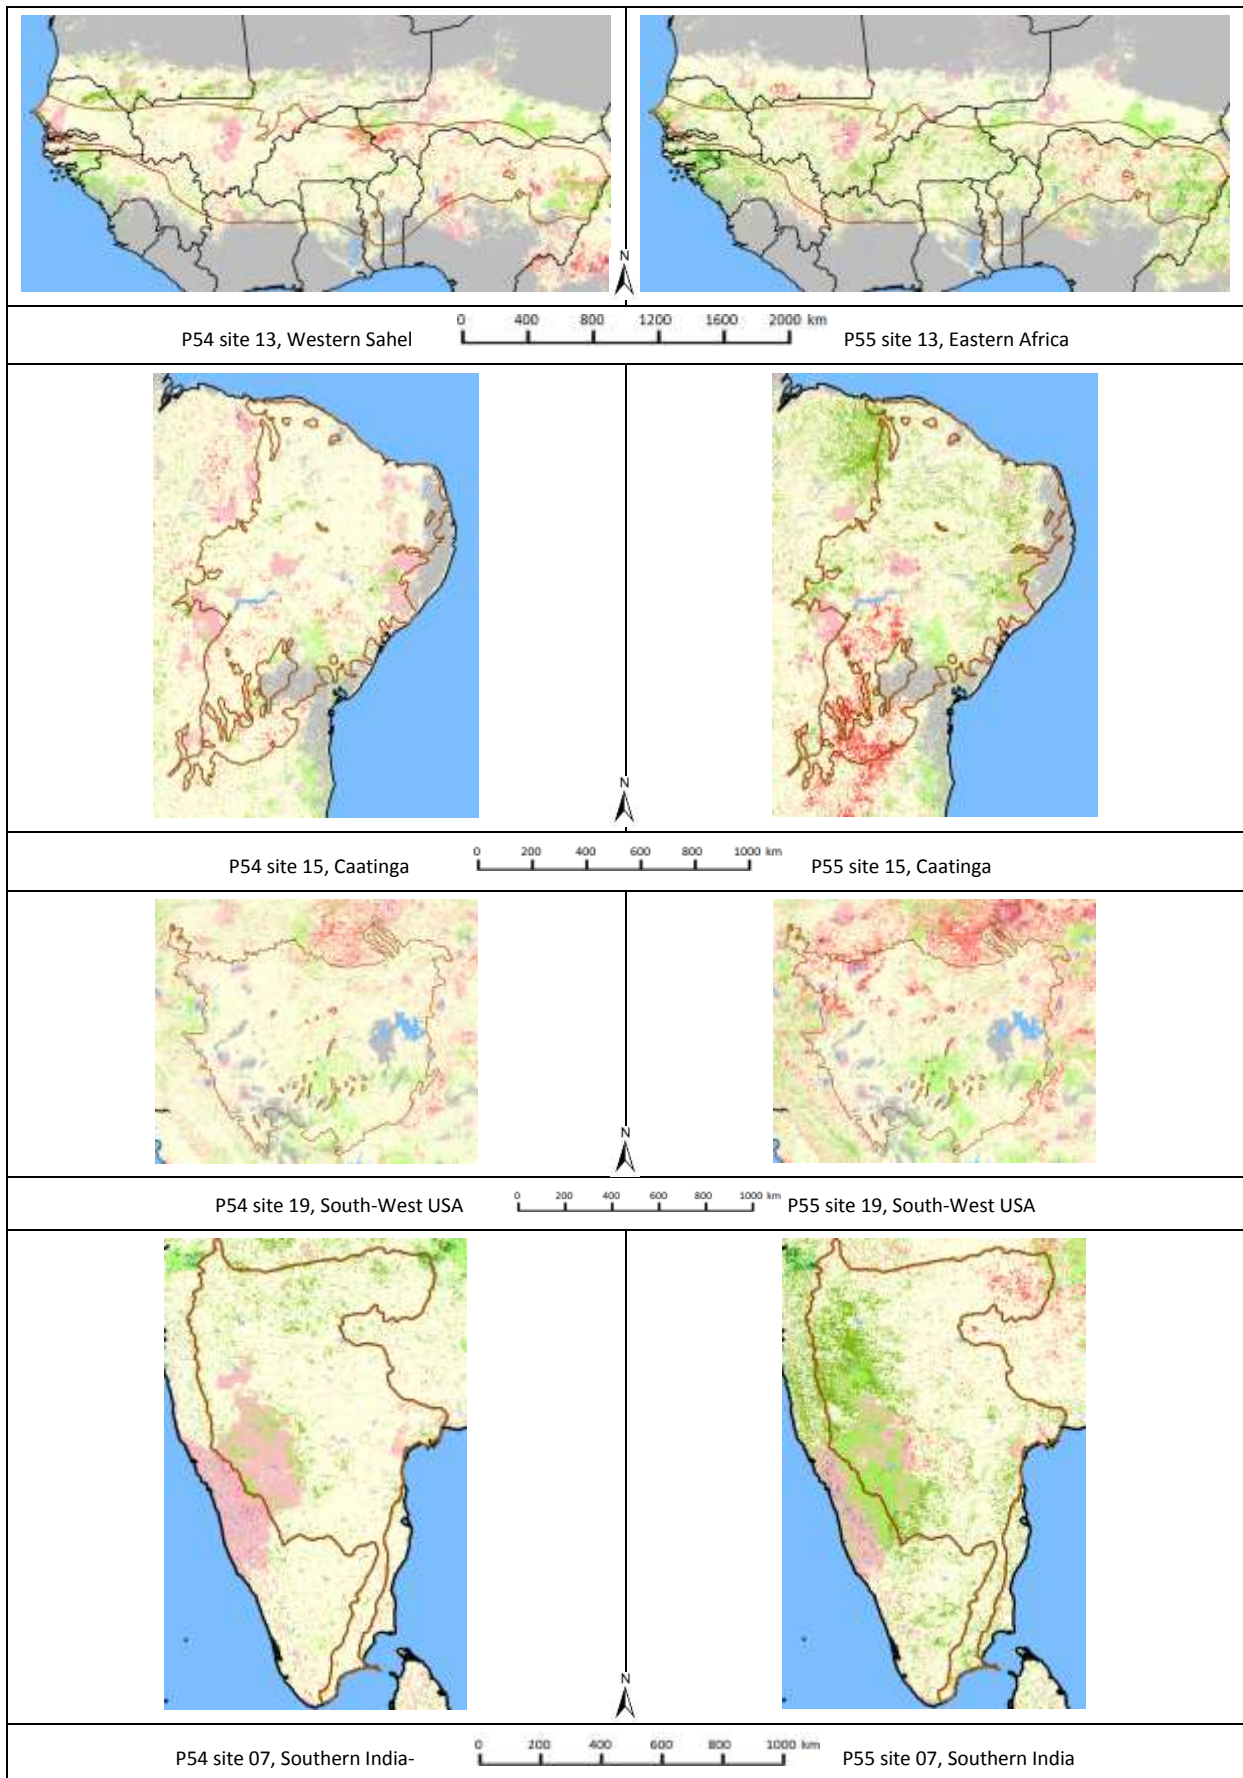 N
P54 site 13, Western Sahel
0 400 800 1200 1600 2000 km
P55 site 13, Eastern Africa
N
P54 site 15, Caatinga
0 200 400 600 800 1000 km
P55 site 15, Caatinga
N
P54 site 19, South-West USA
0 200 400 600 800 1000 km
P55 site 19, South-West USA
N
P54 site 07, Southern India-
0 200 400 600 800 1000 km
P55 site 07, Southern India